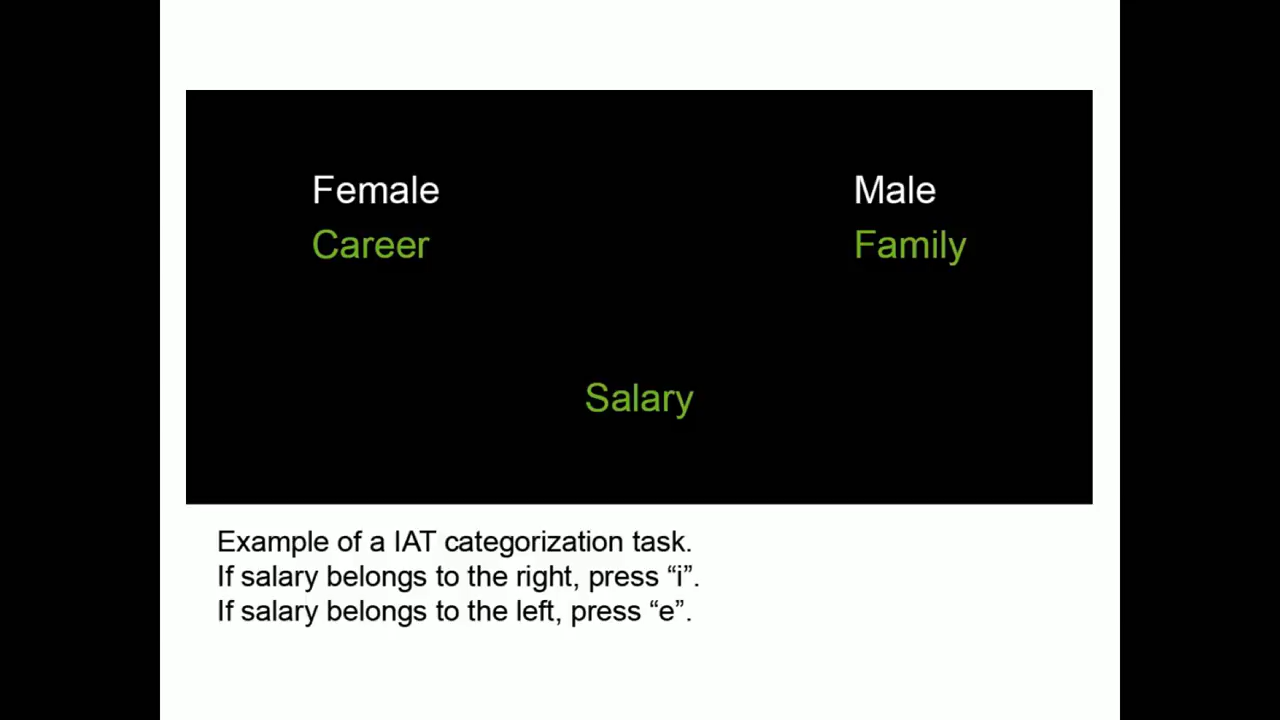 Female Male
Career Family
Salary
Example of a IAT categorization task.
If salary belongs to the right, press “i”.
If salary belongs to the left, press “e”.